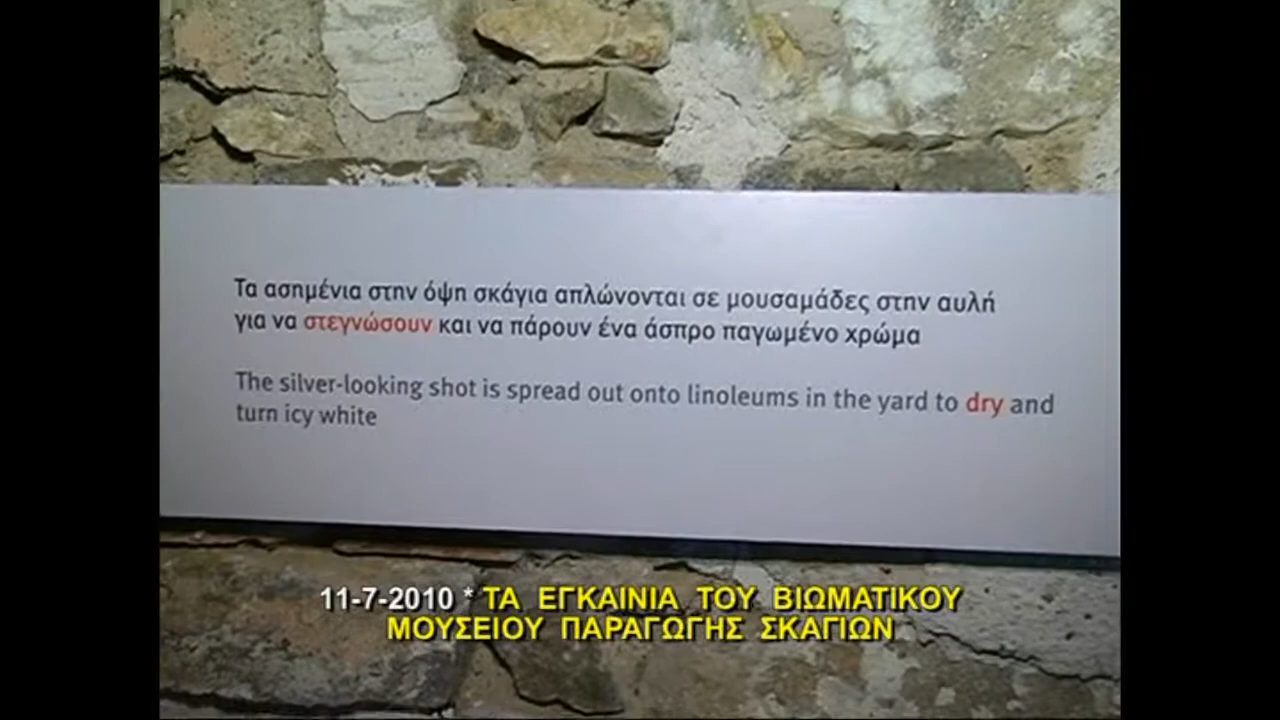 Τα ασημένια στην όψη σκάγια απλώνονται σε μουσαμάδες στην αυλή
για να στεγνώσουν και να πάρουν ένα άσπρο παγωμένο χρώμα
The silver-looking shot is spread out onto linoleums in the yard to dry and
turn icy white
11-7-2010 * ΤΑ ΕΓΚΑΙΝΙΑ ΤΟΥ ΒΙΩΜΑΤΙΚΟΥ
ΜΟΥΣΕΙΟΥ ΠΑΡΑΓΩΓΗΣ ΣΚΑΓΙΩΝ